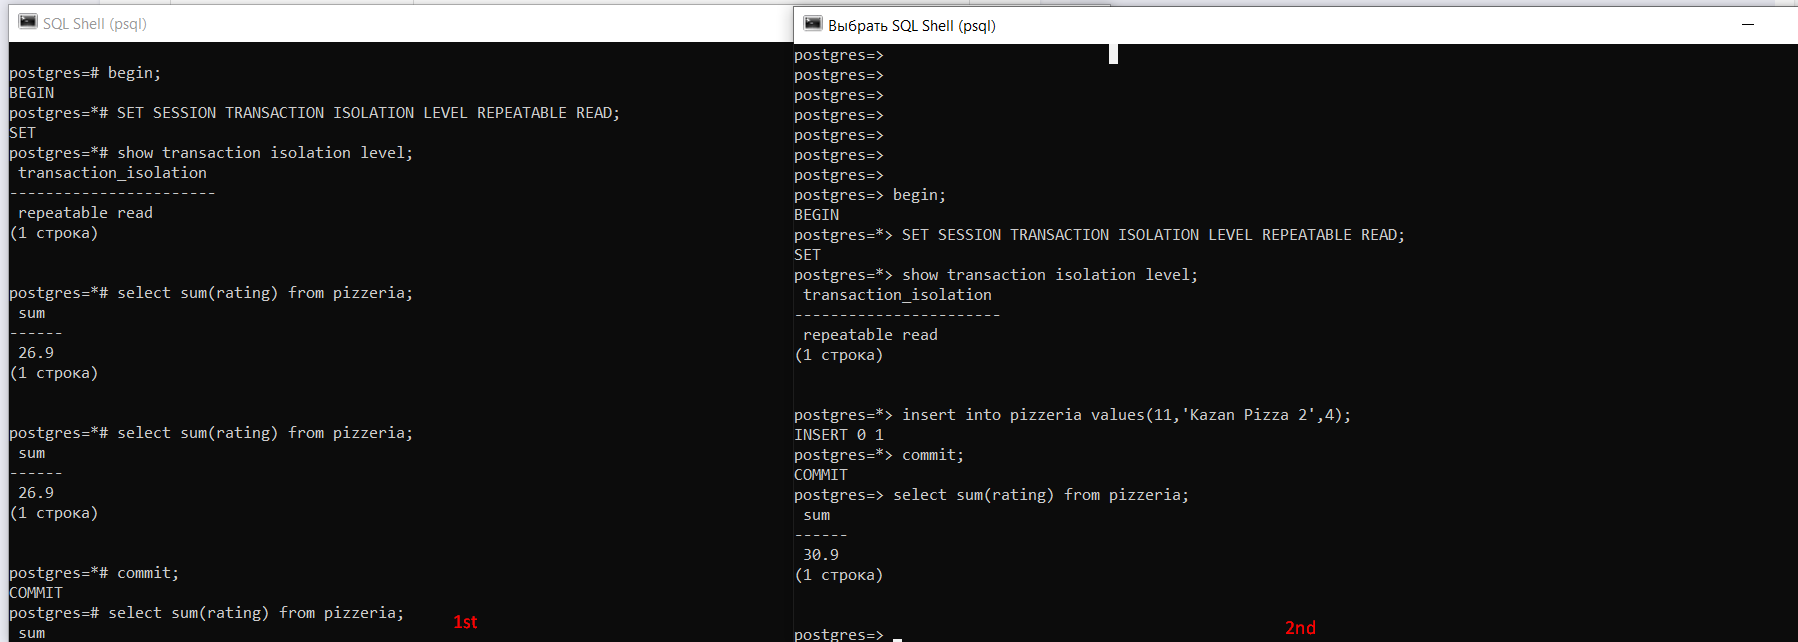 SQL Shell (psql)
postgres=# begin;
BEGIN
postgres=*# SET SESSION TRANSACTION ISOLATION LEVEL REPEATABLE READ;
SET
postgres=*# show transaction isolation level;
 transaction_isolation
-----------------------
 repeatable read
(1 строка)
postgres=*# select sum(rating) from pizzeria;
 sum
------
 26.9
(1 строка)
postgres=*# select sum(rating) from pizzeria;
 sum
------
 26.9
(1 строка)
postgres=*# commit;
COMMIT
postgres=# select sum(rating) from pizzeria;
 sum
1st
Выбрать SQL Shell (psql)
postgres=>
postgres=>
postgres=>
postgres=>
postgres=>
postgres=>
postgres=>
postgres=> begin;
BEGIN
postgres=*> SET SESSION TRANSACTION ISOLATION LEVEL REPEATABLE READ;
SET
postgres=*> show transaction isolation level;
 transaction_isolation
-----------------------
 repeatable read
(1 строка)
postgres=*> insert into pizzeria values(11,'Kazan Pizza 2',4);
INSERT 0 1
postgres=*> commit;
COMMIT
postgres=> select sum(rating) from pizzeria;
 sum
------
 30.9
(1 строка)
postgres=>
2nd